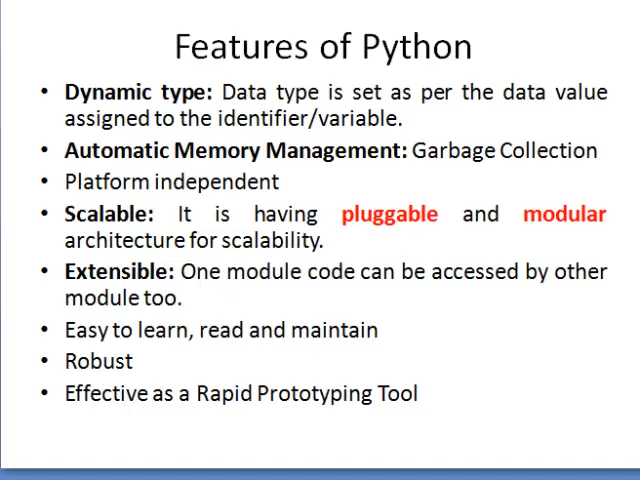 Features of Python
• Dynamic type: Data type is set as per the data value
assigned to the identifier/variable.
• Automatic Memory Management: Garbage Collection
• Platform independent
• Scalable: It is having pluggable and modular
architecture for scalability.
• Extensible: One module code can be accessed by other
module too.
• Easy to learn, read and maintain
• Robust
• Effective as a Rapid Prototyping Tool